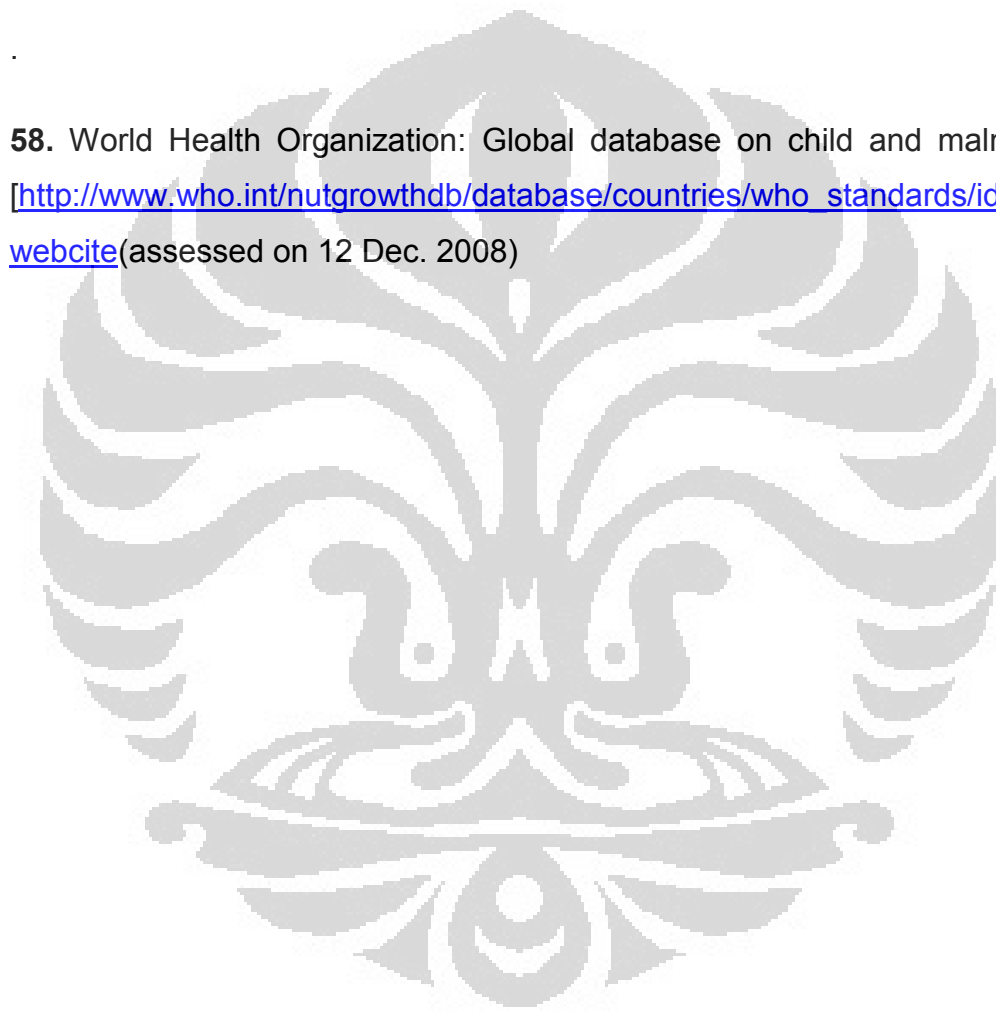 .
58. World Health Organization: Global database on child and maln
[http://www.who.int/nutgrowthdb/database/countries/who_standards/id
webcite(assessed on 12 Dec. 2008)